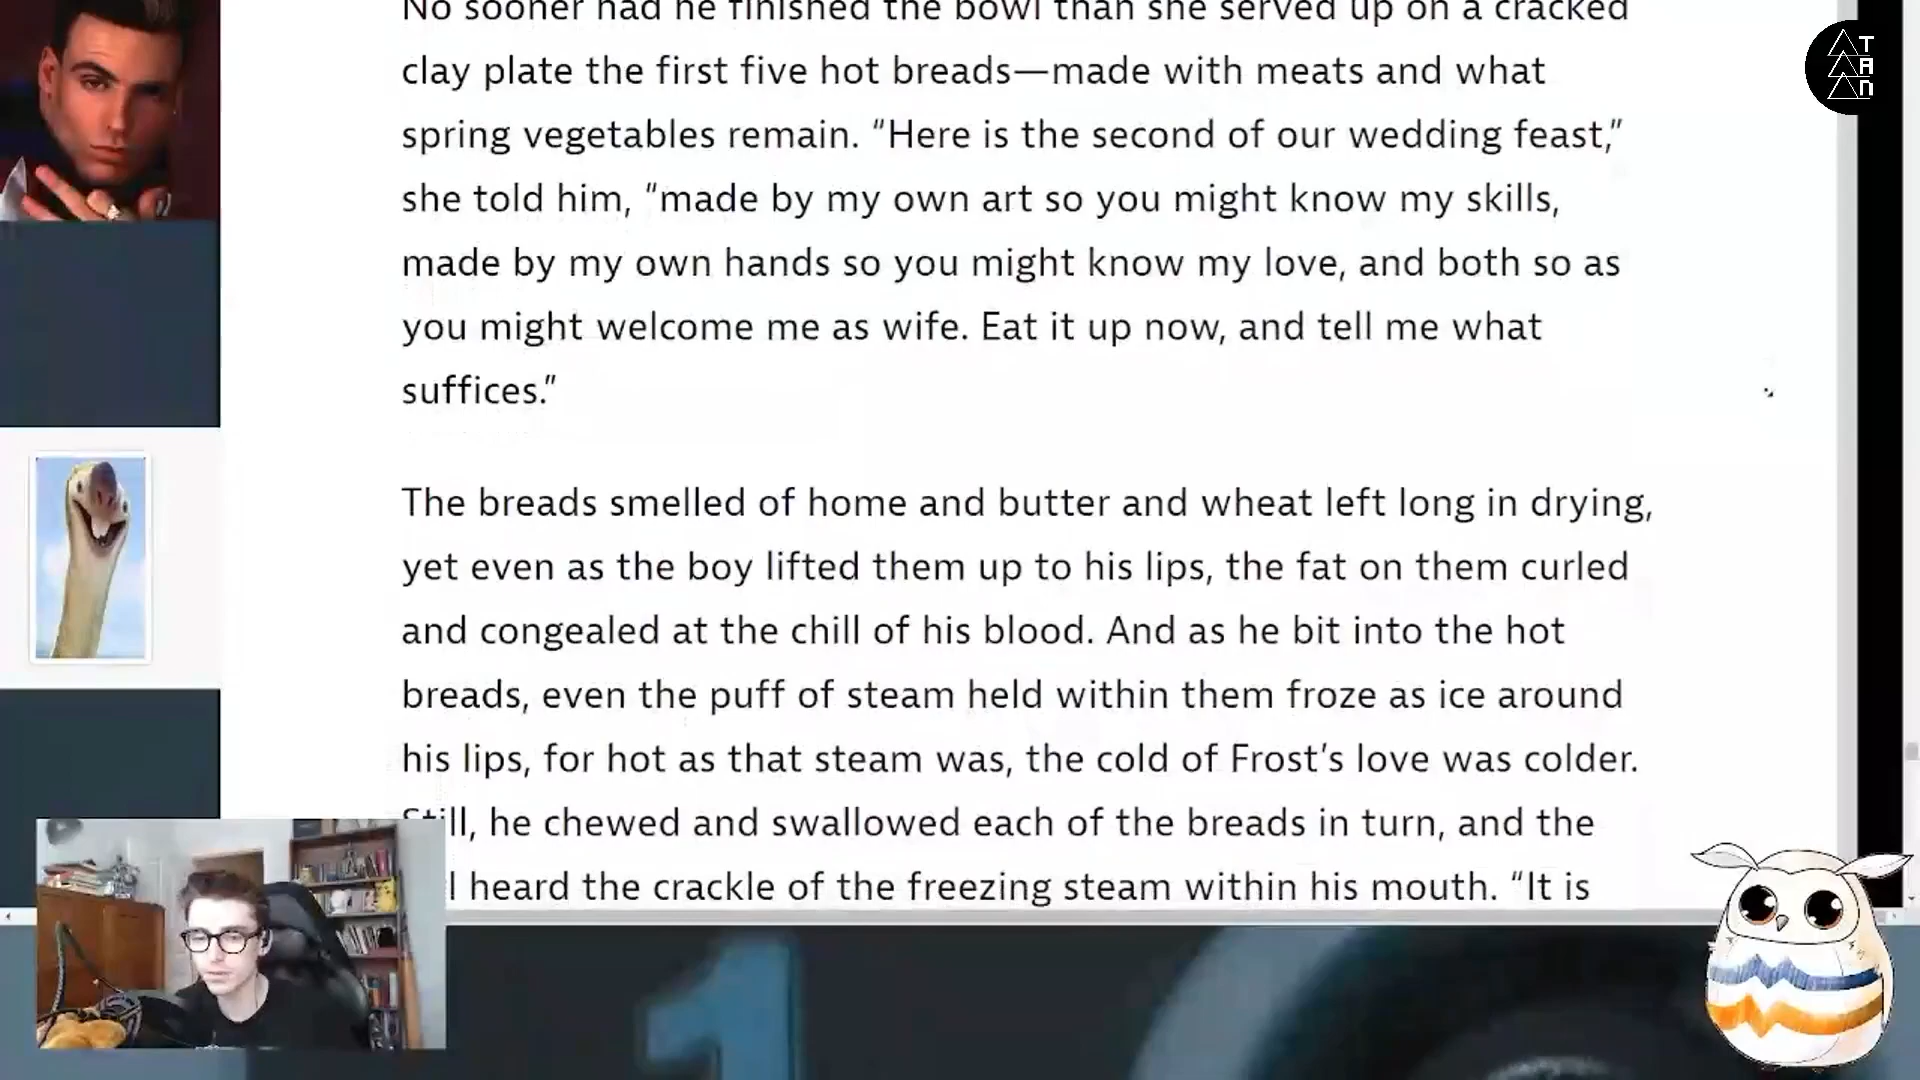 No sooner had he finished the bowl than she served up on a cracked
clay plate the first five hot breads—made with meats and what
spring vegetables remain. “Here is the second of our wedding feast,”
she told him, “made by my own art so you might know my skills,
made by my own hands so you might know my love, and both so as
you might welcome me as wife. Eat it up now, and tell me what
suffices.”
The breads smelled of home and butter and wheat left long in drying,
yet even as the boy lifted them up to his lips, the fat on them curled
and congealed at the chill of his blood. And as he bit into the hot
breads, even the puff of steam held within them froze as ice around
his lips, for hot as that steam was, the cold of Frost’s love was colder.
Still, he chewed and swallowed each of the breads in turn, and the
l heard the crackle of the freezing steam within his mouth. “It is
TAN
1